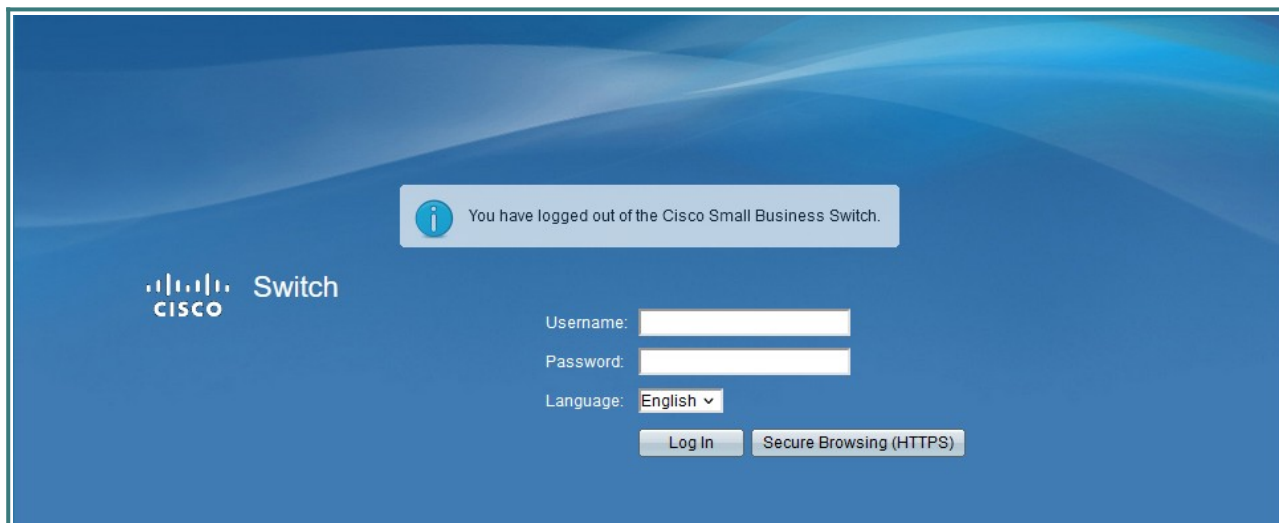 You have logged out of the Cisco Small Business Switch.
CISCO Switch
Username:
Password:
Language: English
Log In Secure Browsing (HTTPS)